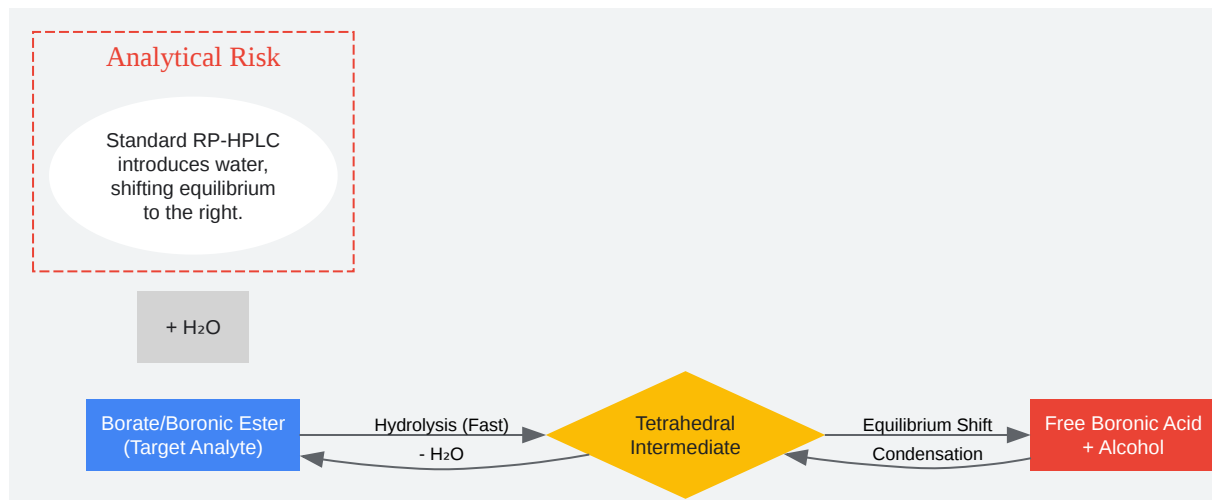 Analytical Risk
Standard RP-HPLC
introduces water,
shifting equilibrium
to the right.
+ H₂O
Borate/Boronic Ester
(Target Analyte)
Hydrolysis (Fast)
- H₂O
Tetrahedral
Intermediate
Equilibrium Shift
Condensation
Free Boronic Acid
+ Alcohol